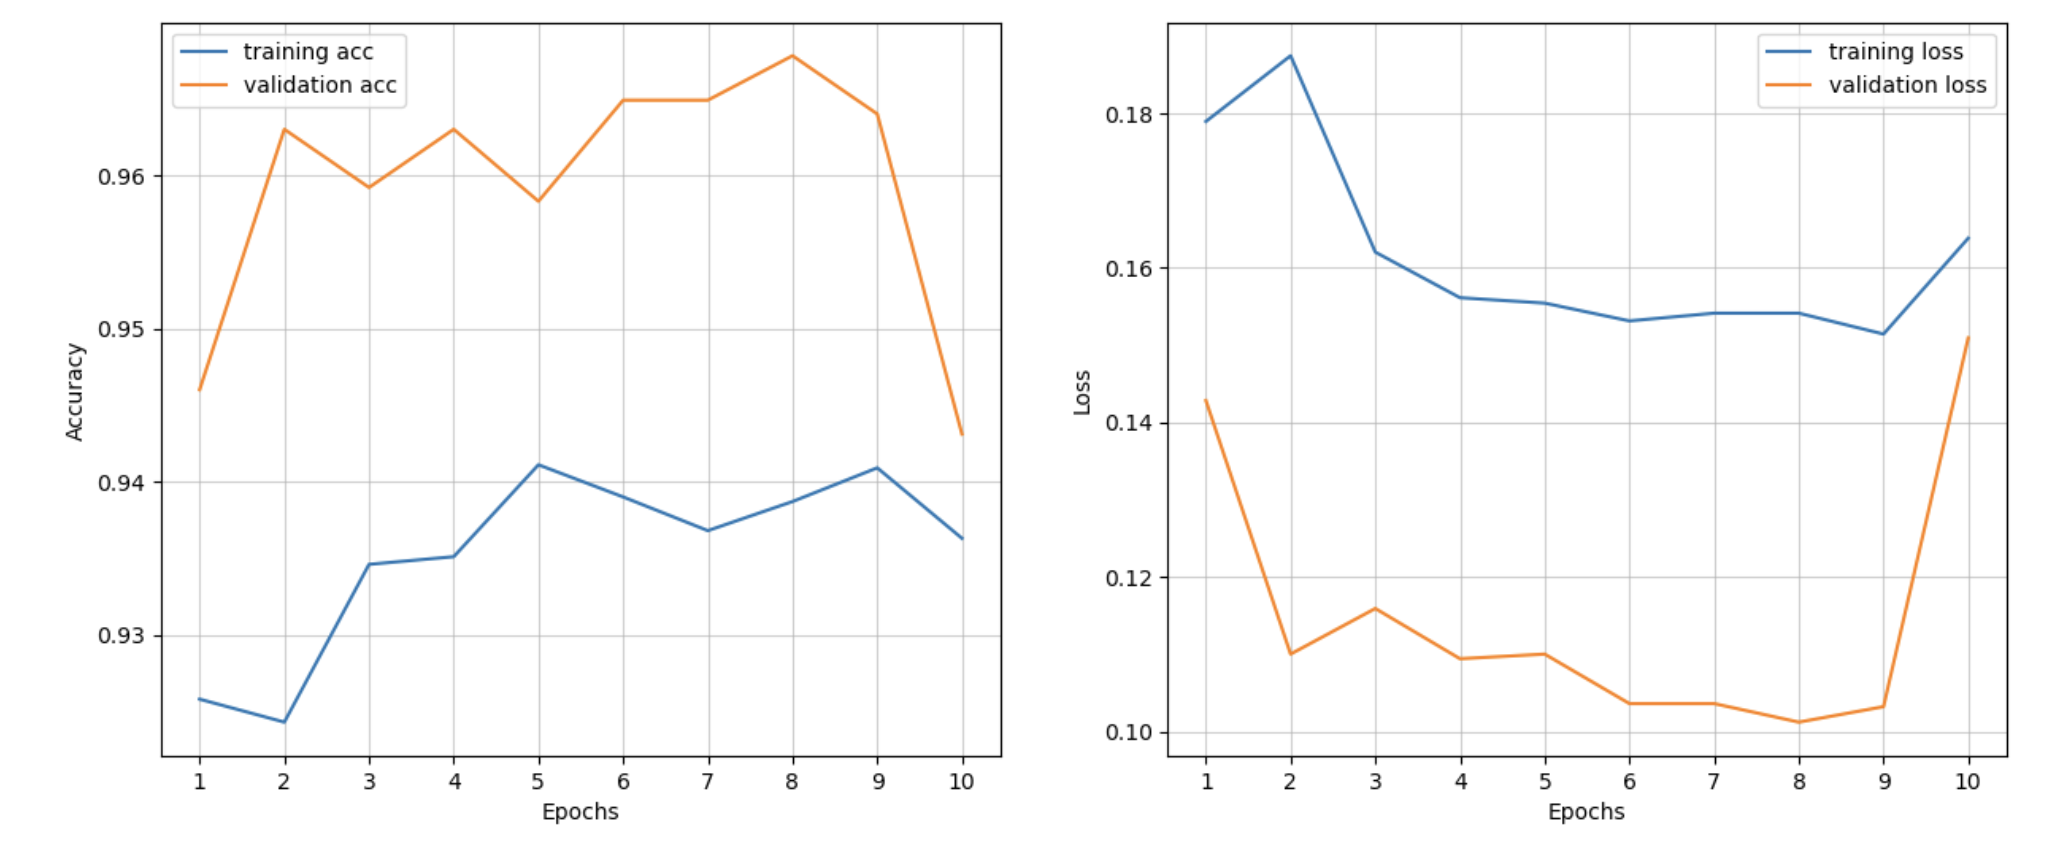 training acc
validation acc
0.96
0.95
0.94
0.93
Accuracy
1 2 3 4 5 6 7 8 9 10
Epochs
training loss
validation loss
0.18
0.16
0.14
0.12
0.10
Loss
1 2 3 4 5 6 7 8 9 10
Epochs